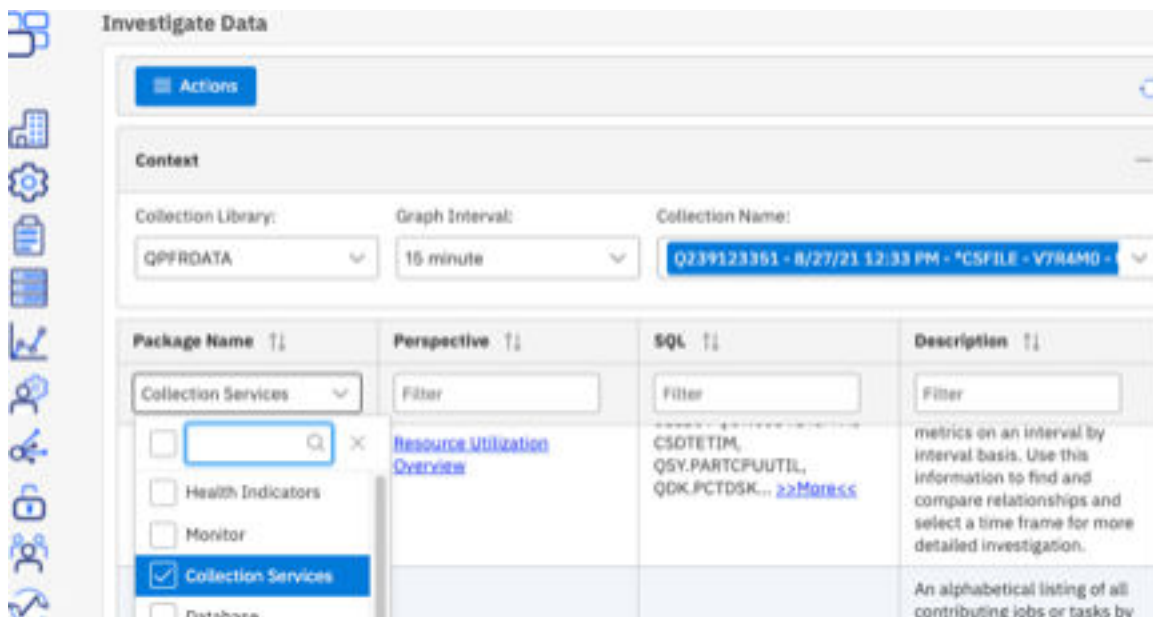 Investigate Data
Actions
Context
Collection Library:
Graph Interval:
Collection Name:
QPFRDATA
15 minute
Q239123351 - 8/27/21 12:33 PM - *CSFILE - V7R4M0 -
Package Name
Perspective
SQL
Description
Collection Services
Filter
Filter
Filter
Health Indicators
Monitor
Collection Services
Database
Resource Utilization
Overview
CSDTETIM,
QSY.PARTCPUUTIL,
QDK.PCTDSK... >>More<<
metrics on an interval by
interval basis. Use this
information to find and
compare relationships and
select a time frame for more
detailed investigation.
An alphabetical listing of all
contributing jobs or tasks by